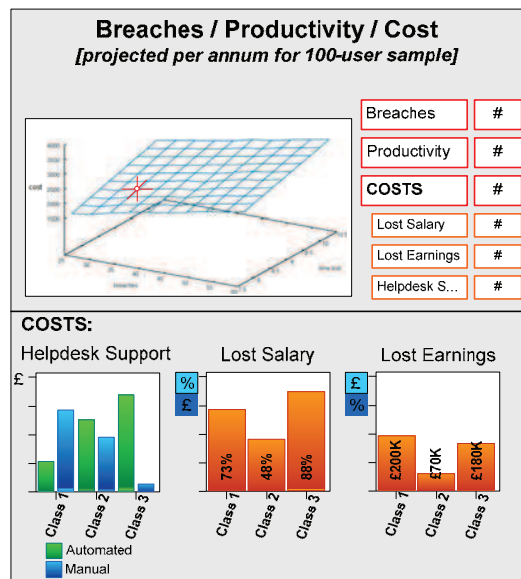 Breaches / Productivity / Cost
[projected per annum for 100-user sample]
Breaches #
Productivity #
COSTS #
Lost Salary #
Lost Earnings #
Helpdesk S... #
cost
COSTS:
Helpdesk Support
£
Class 1
Class 2
Class 3
Automated
Manual
Lost Salary
%
£
73%
48%
88%
Class 1
Class 2
Class 3
Lost Earnings
£
%
£200K
£70K
£180K
Class 1
Class 2
Class 3